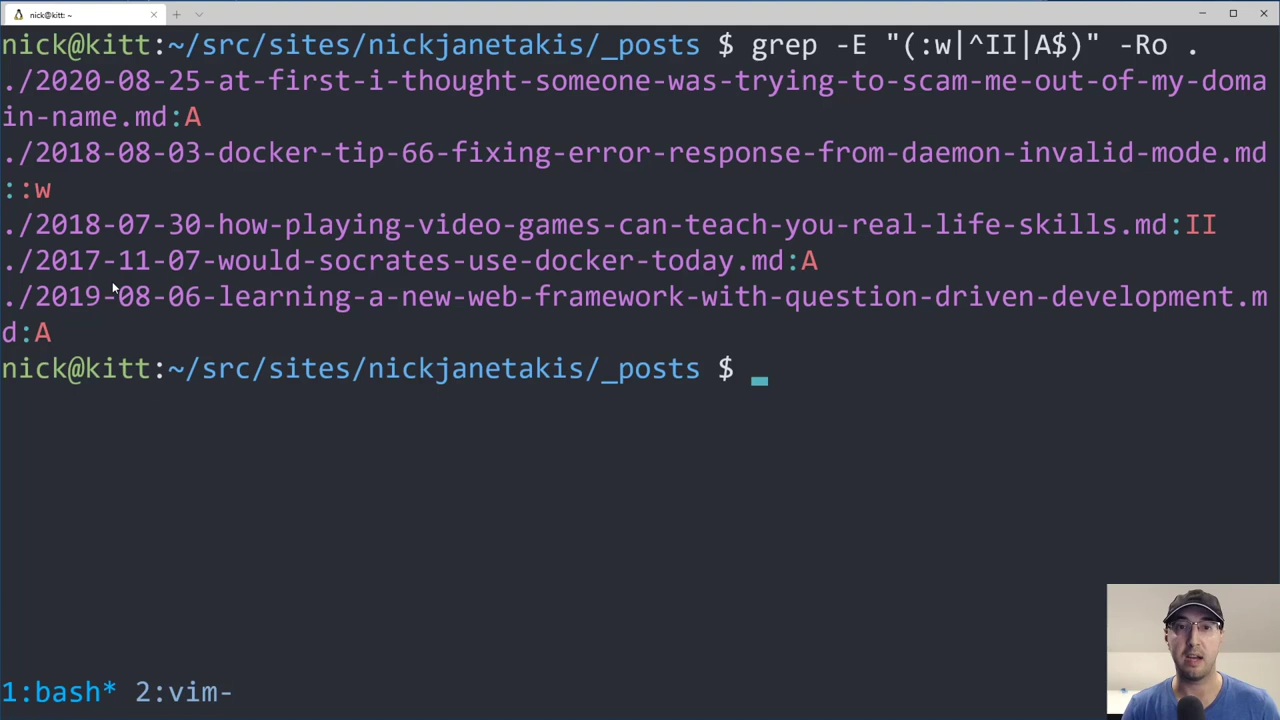 nick@kitt: ~
nick@kitt:~/src/sites/nickjanetakis/_posts $ grep -E "(:w|^II|A$)" -Ro .
./2020-08-25-at-first-i-thought-someone-was-trying-to-scam-me-out-of-my-doma
in-name.md:A
./2018-08-03-docker-tip-66-fixing-error-response-from-daemon-invalid-mode.md
::w
./2018-07-30-how-playing-video-games-can-teach-you-real-life-skills.md:II
./2017-11-07-would-socrates-use-docker-today.md:A
./2019-08-06-learning-a-new-web-framework-with-question-driven-development.m
d:A
nick@kitt:~/src/sites/nickjanetakis/_posts $
1:bash* 2:vim-